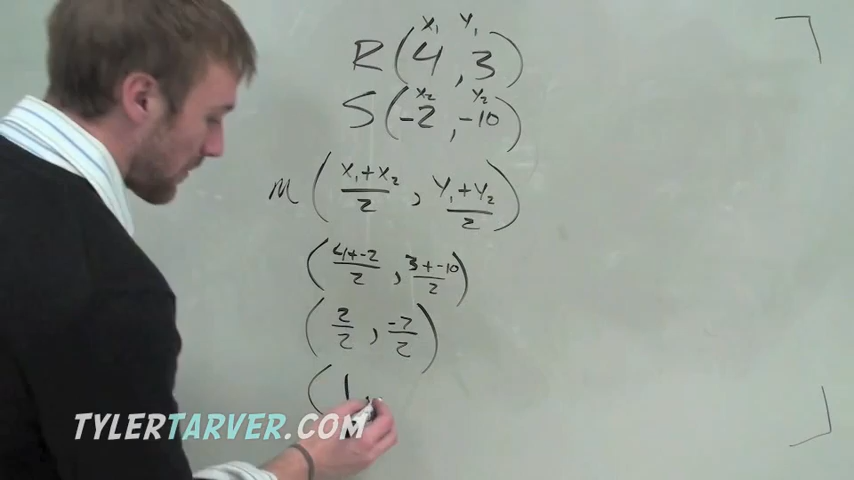 x₁ y₁
R (4, 3)
x₂ y₂
S (-2, -10)
M ( x₁+x₂/2 , y₁+y₂/2 )
( 4+-2/2 , 3+-10/2 )
( 2/2 , -7/2 )
( 1,
TYLERTARVER.COM